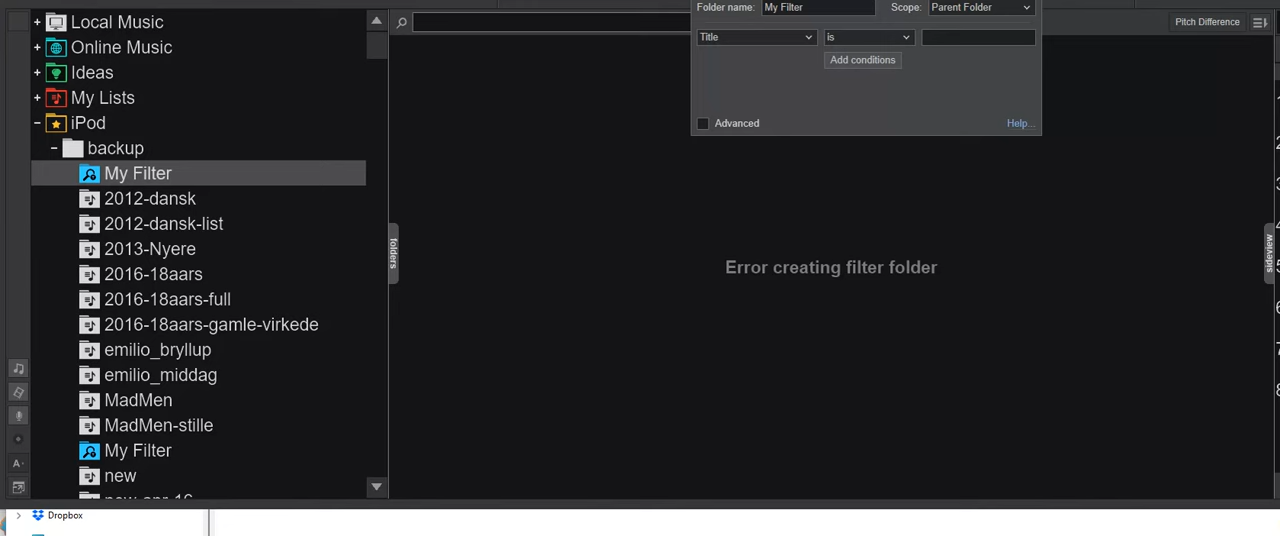 Folder name: My Filter Scope: Parent Folder
Pitch Difference
Title is
Add conditions
Advanced Help...
Local Music
Online Music
Ideas
My Lists
iPod
backup
My Filter
2012-dansk
2012-dansk-list
2013-Nyere
2016-18aars
2016-18aars-full
2016-18aars-gamle-virkede
emilio_bryllup
emilio_middag
MadMen
MadMen-stille
My Filter
new
new-apr-16
folders
Error creating filter folder
sideview
A
Dropbox